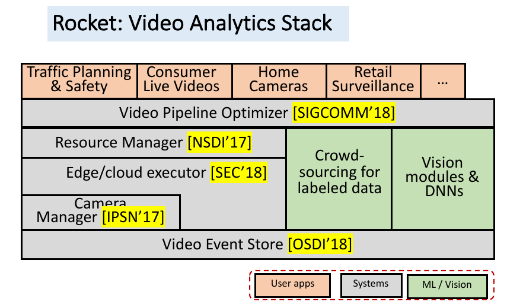 Rocket: Video Analytics Stack
Traffic Planning
& Safety
Consumer
Live Videos
Home
Cameras
Retail
Surveillance
...
Video Pipeline Optimizer [SIGCOMM'18]
Resource Manager [NSDI'17]
Edge/cloud executor [SEC'18]
Camera
Manager [IPSN'17]
Crowd-
sourcing for
labeled data
Vision
modules &
DNNs
Video Event Store [OSDI'18]
User apps
Systems
ML / Vision